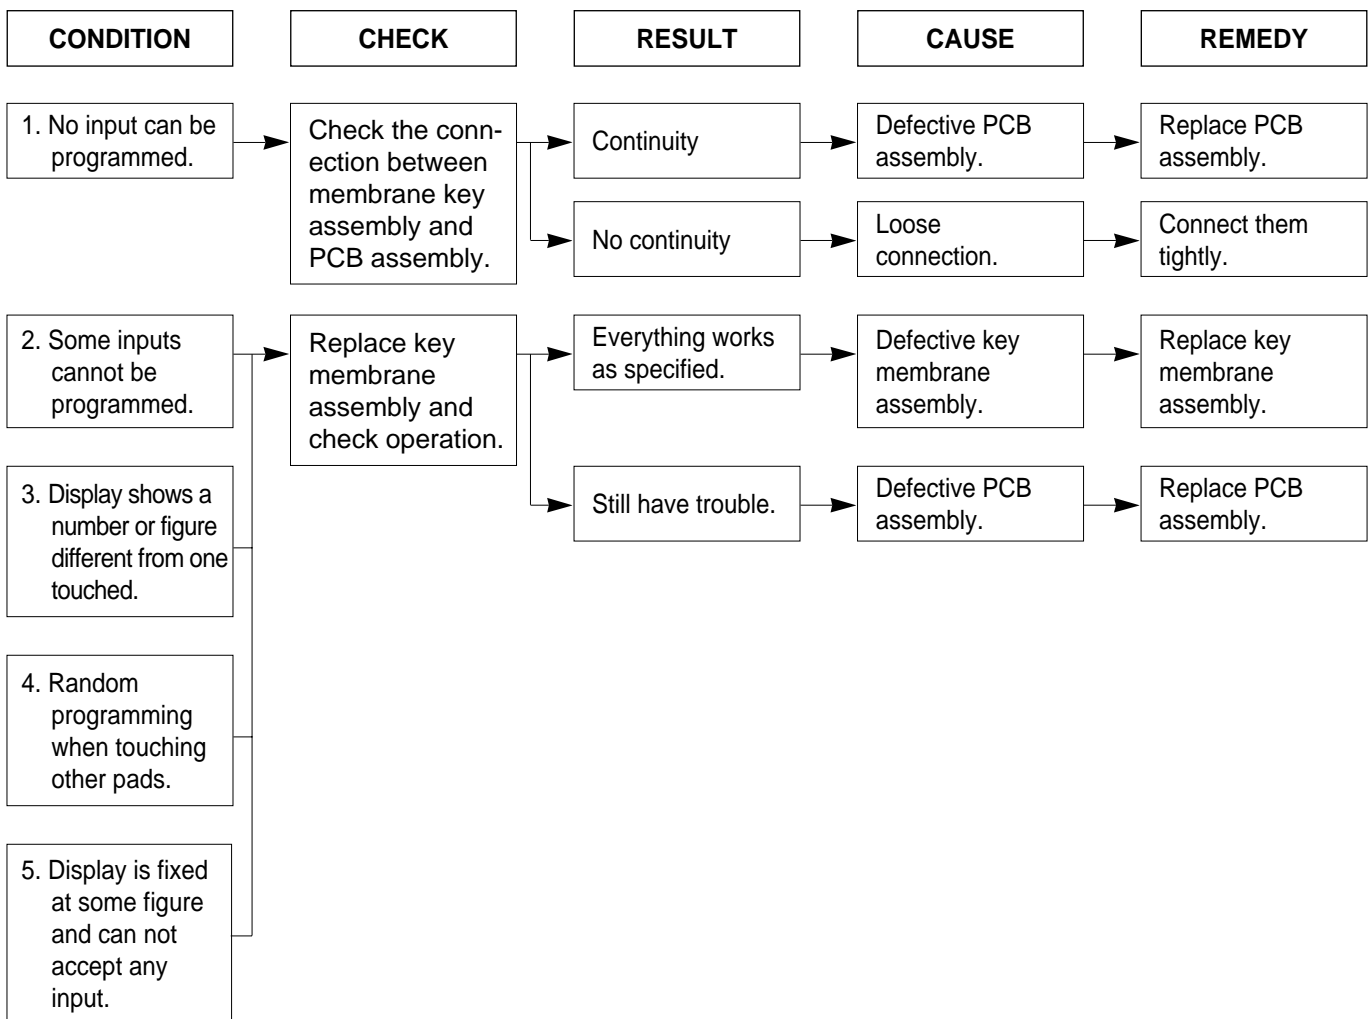 CONDITION
CHECK
RESULT
CAUSE
REMEDY
1. No input can be
programmed.
Check the conn-
ection between
membrane key
assembly and
PCB assembly.
Continuity
Defective PCB
assembly.
Replace PCB
assembly.
No continuity
Loose
connection.
Connect them
tightly.
2. Some inputs
cannot be
programmed.
Replace key
membrane
assembly and
check operation.
Everything works
as specified.
Defective key
membrane
assembly.
Replace key
membrane
assembly.
3. Display shows a
number or figure
different from one
touched.
Still have trouble.
Defective PCB
assembly.
Replace PCB
assembly.
4. Random
programming
when touching
other pads.
5. Display is fixed
at some figure
and can not
accept any
input.